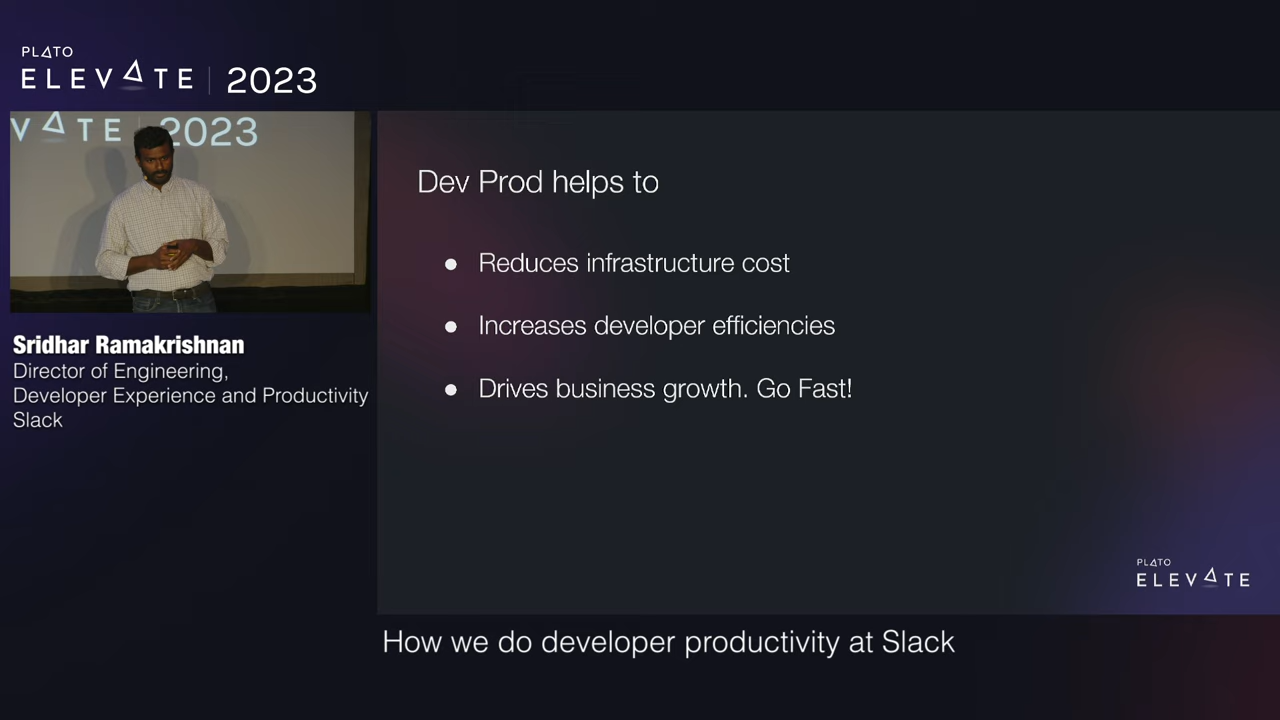 PLATO
ELEVATE | 2023
VATE | 2023
Sridhar Ramakrishnan
Director of Engineering,
Developer Experience and Productivity
Slack
Dev Prod helps to
● Reduces infrastructure cost
● Increases developer efficiencies
● Drives business growth. Go Fast!
PLATO
ELEVATE
How we do developer productivity at Slack